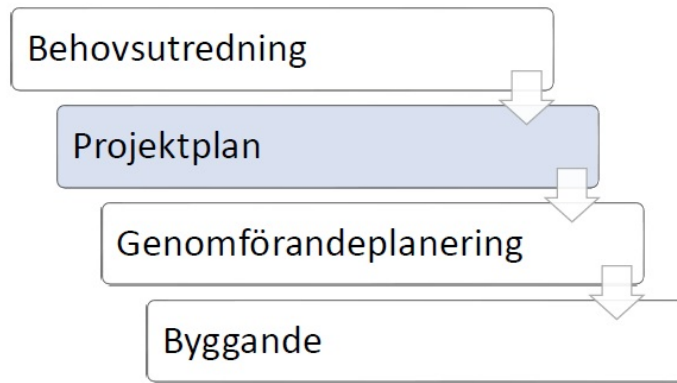 Behovsutredning
Projektplan
Genomförandeplanering
Byggande